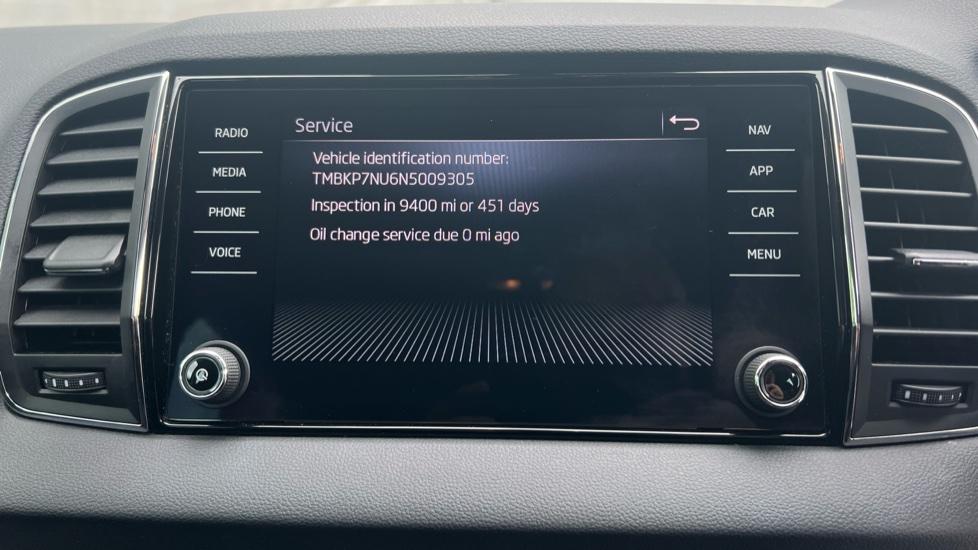 Service
Vehicle identification number:
TMBKP7NU6N5009305
Inspection in 9400 mi or 451 days
Oil change service due 0 mi ago
RADIO
MEDIA
PHONE
VOICE
NAV
APP
CAR
MENU